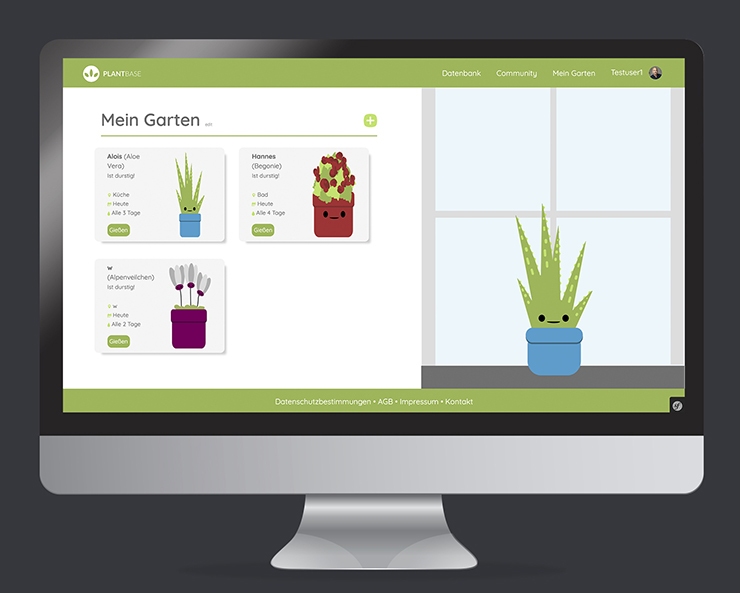 PLANTBASE
Datenbank Community Mein Garten Testuser1
Mein Garten edit
Alois (Aloe
Vera)
Ist durstig!
Küche
Heute
Alle 3 Tage
Gießen
Hannes
(Begonie)
Ist durstig!
Bad
Heute
Alle 4 Tage
Gießen
w
(Alpenveilchen)
Ist durstig!
w
Heute
Alle 2 Tage
Gießen
Datenschutzbestimmungen • AGB • Impressum • Kontakt
sf